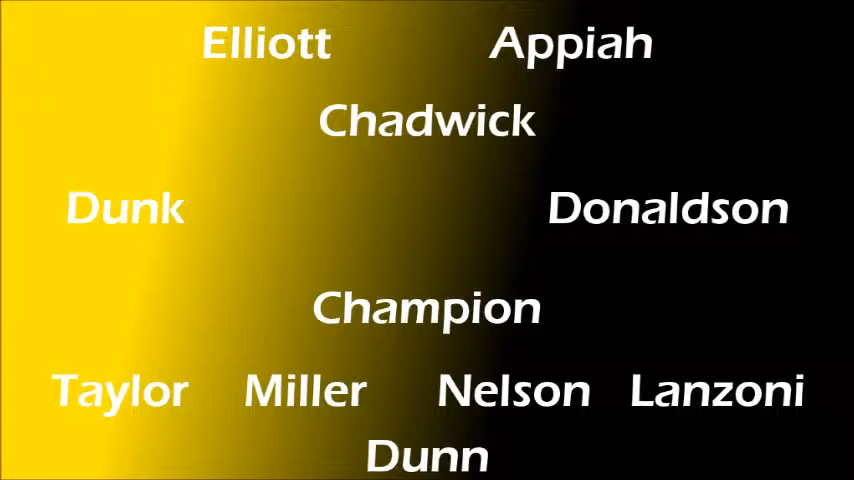 Elliott Appiah
Chadwick
Dunk Donaldson
Champion
Taylor Miller Nelson Lanzoni
Dunn